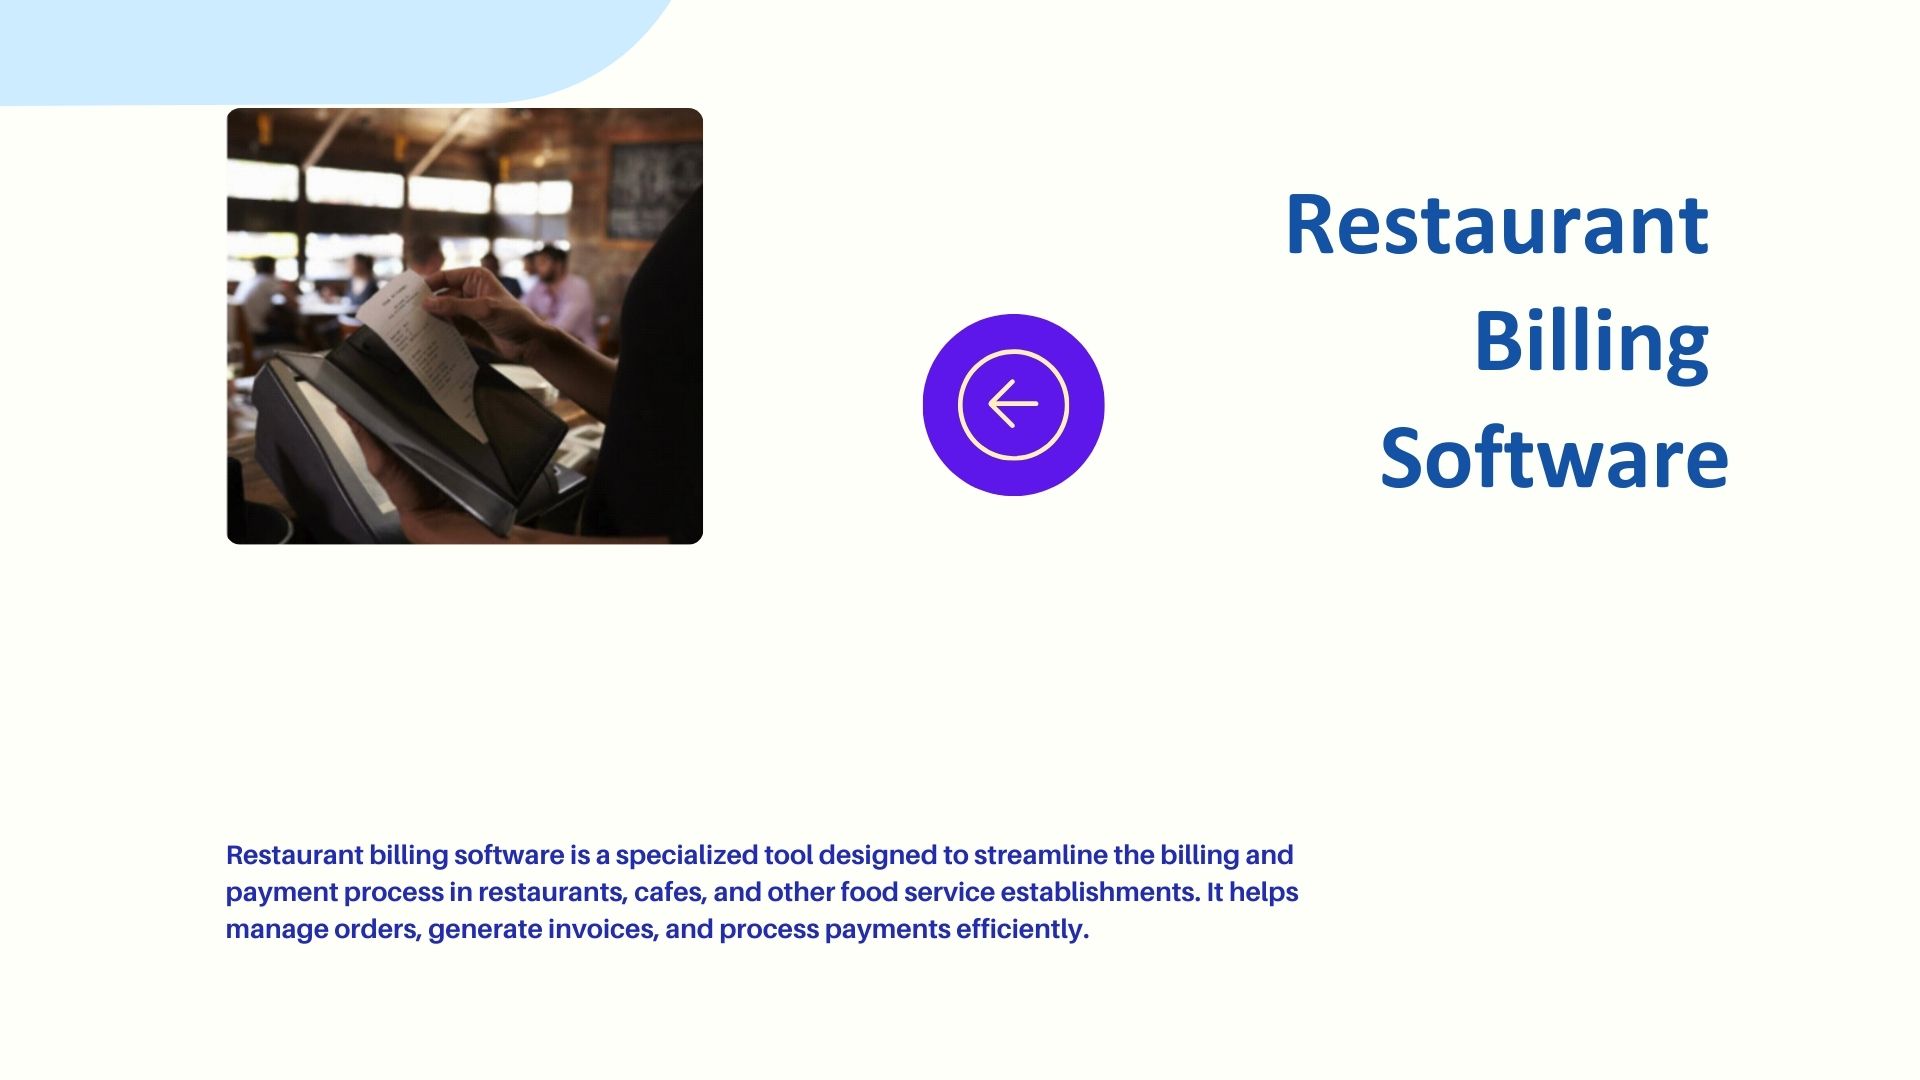 Restaurant
Billing
Software
Restaurant billing software is a specialized tool designed to streamline the billing and
payment process in restaurants, cafes, and other food service establishments. It helps
manage orders, generate invoices, and process payments efficiently.